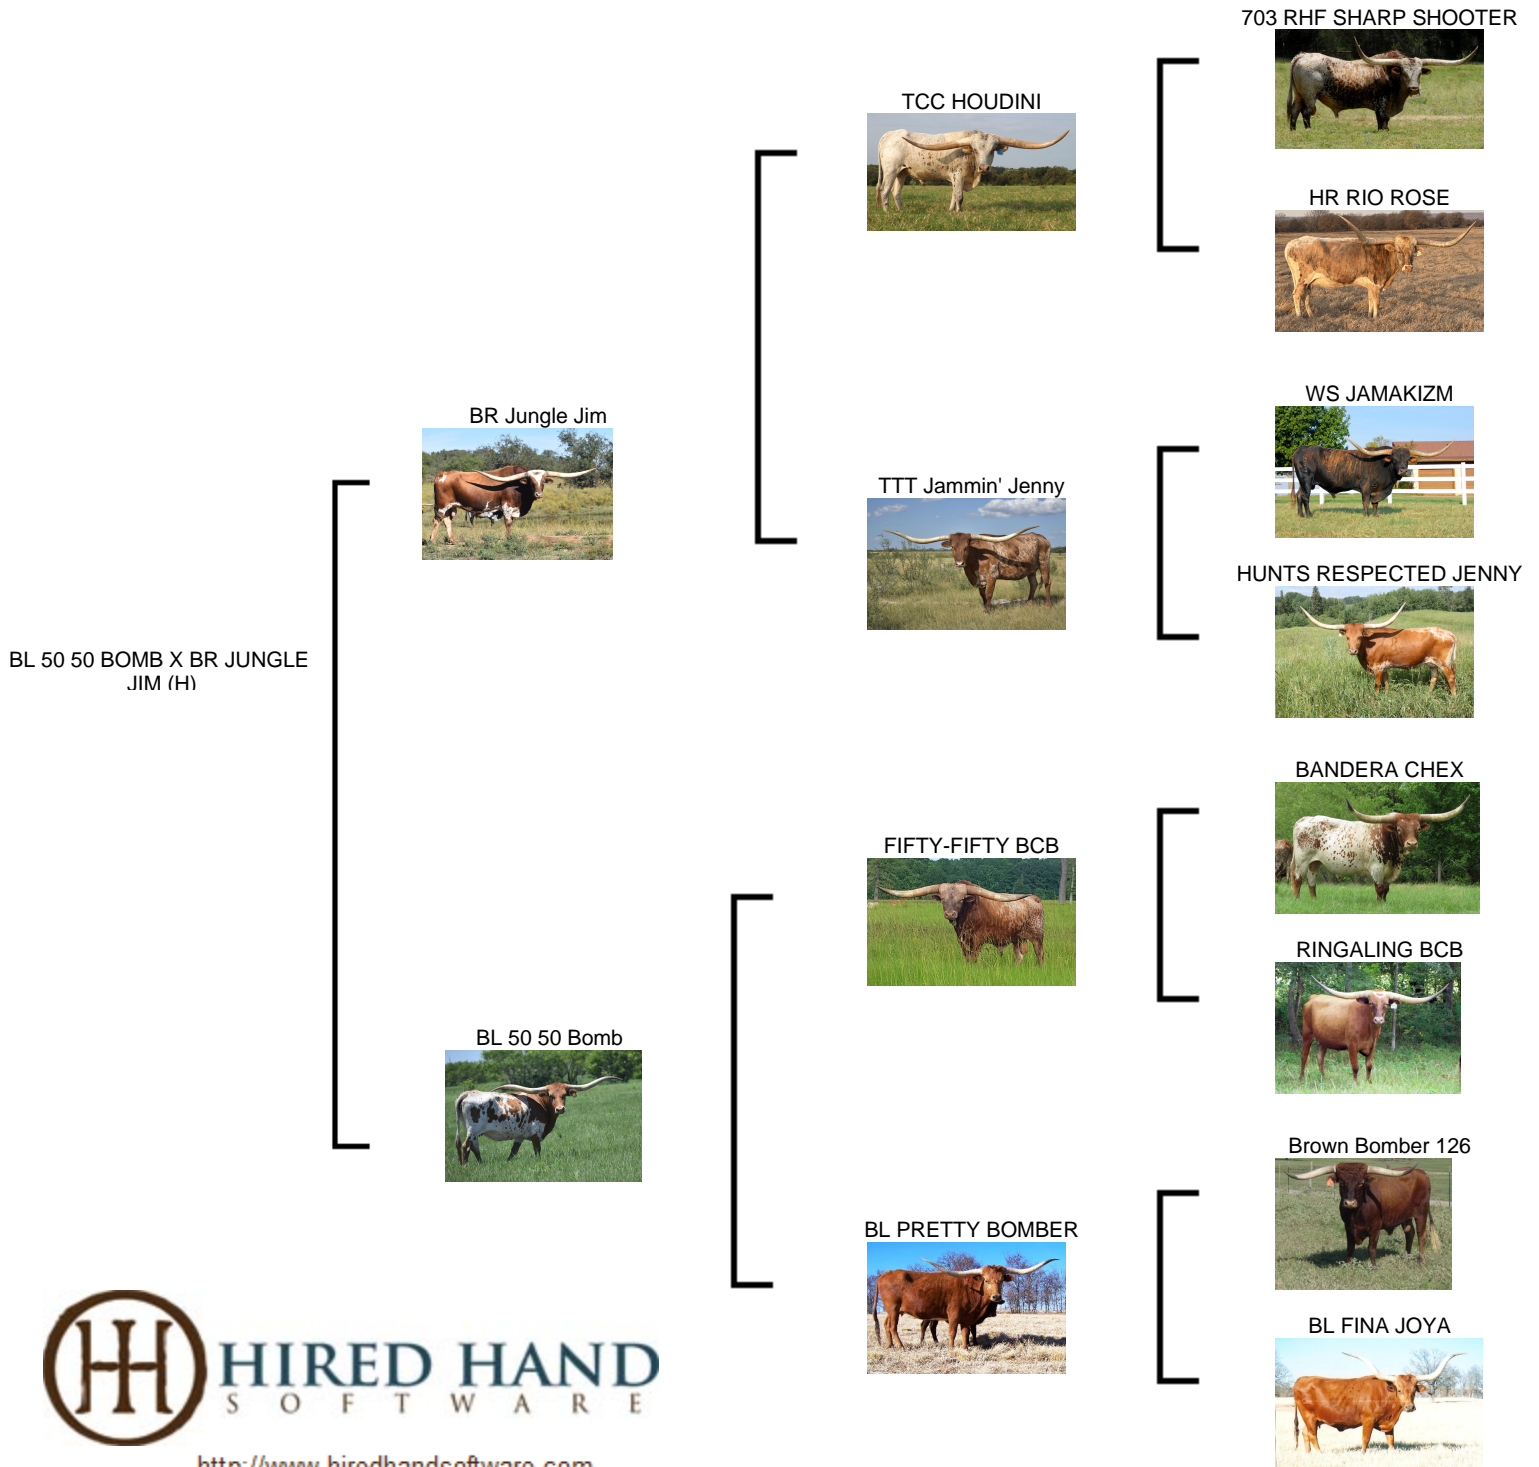 703 RHF SHARP SHOOTER
TCC HOUDINI
HR RIO ROSE
WS JAMAKIZM
BR Jungle Jim
TTT Jammin' Jenny
HUNTS RESPECTED JENNY
BL 50 50 BOMB X BR JUNGLE
JIM (H)
BANDERA CHEX
FIFTY-FIFTY BCB
RINGALING BCB
BL 50 50 Bomb
Brown Bomber 126
BL PRETTY BOMBER
BL FINA JOYA
HIRED HAND
SOFTWARE
http://www.hiredhandsoftware.com